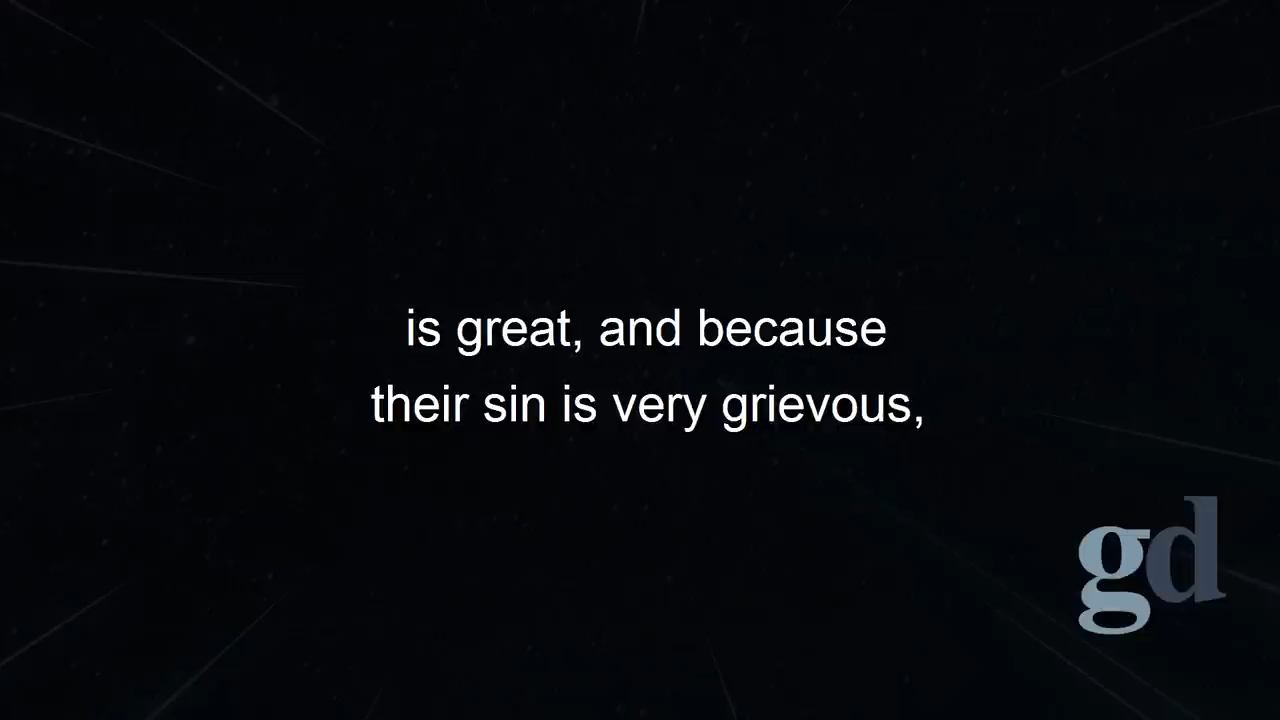 is great, and because
their sin is very grievous,
gd